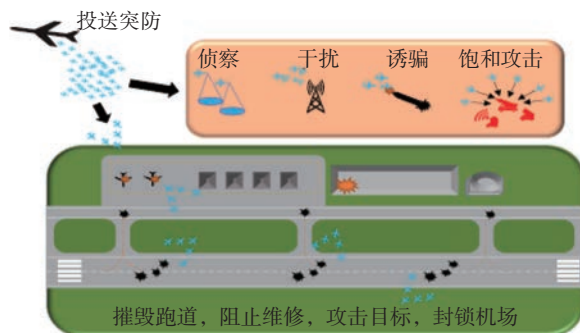 投送突防
侦察
干扰
诱骗
饱和攻击
摧毁跑道，阻止维修，攻击目标，封锁机场